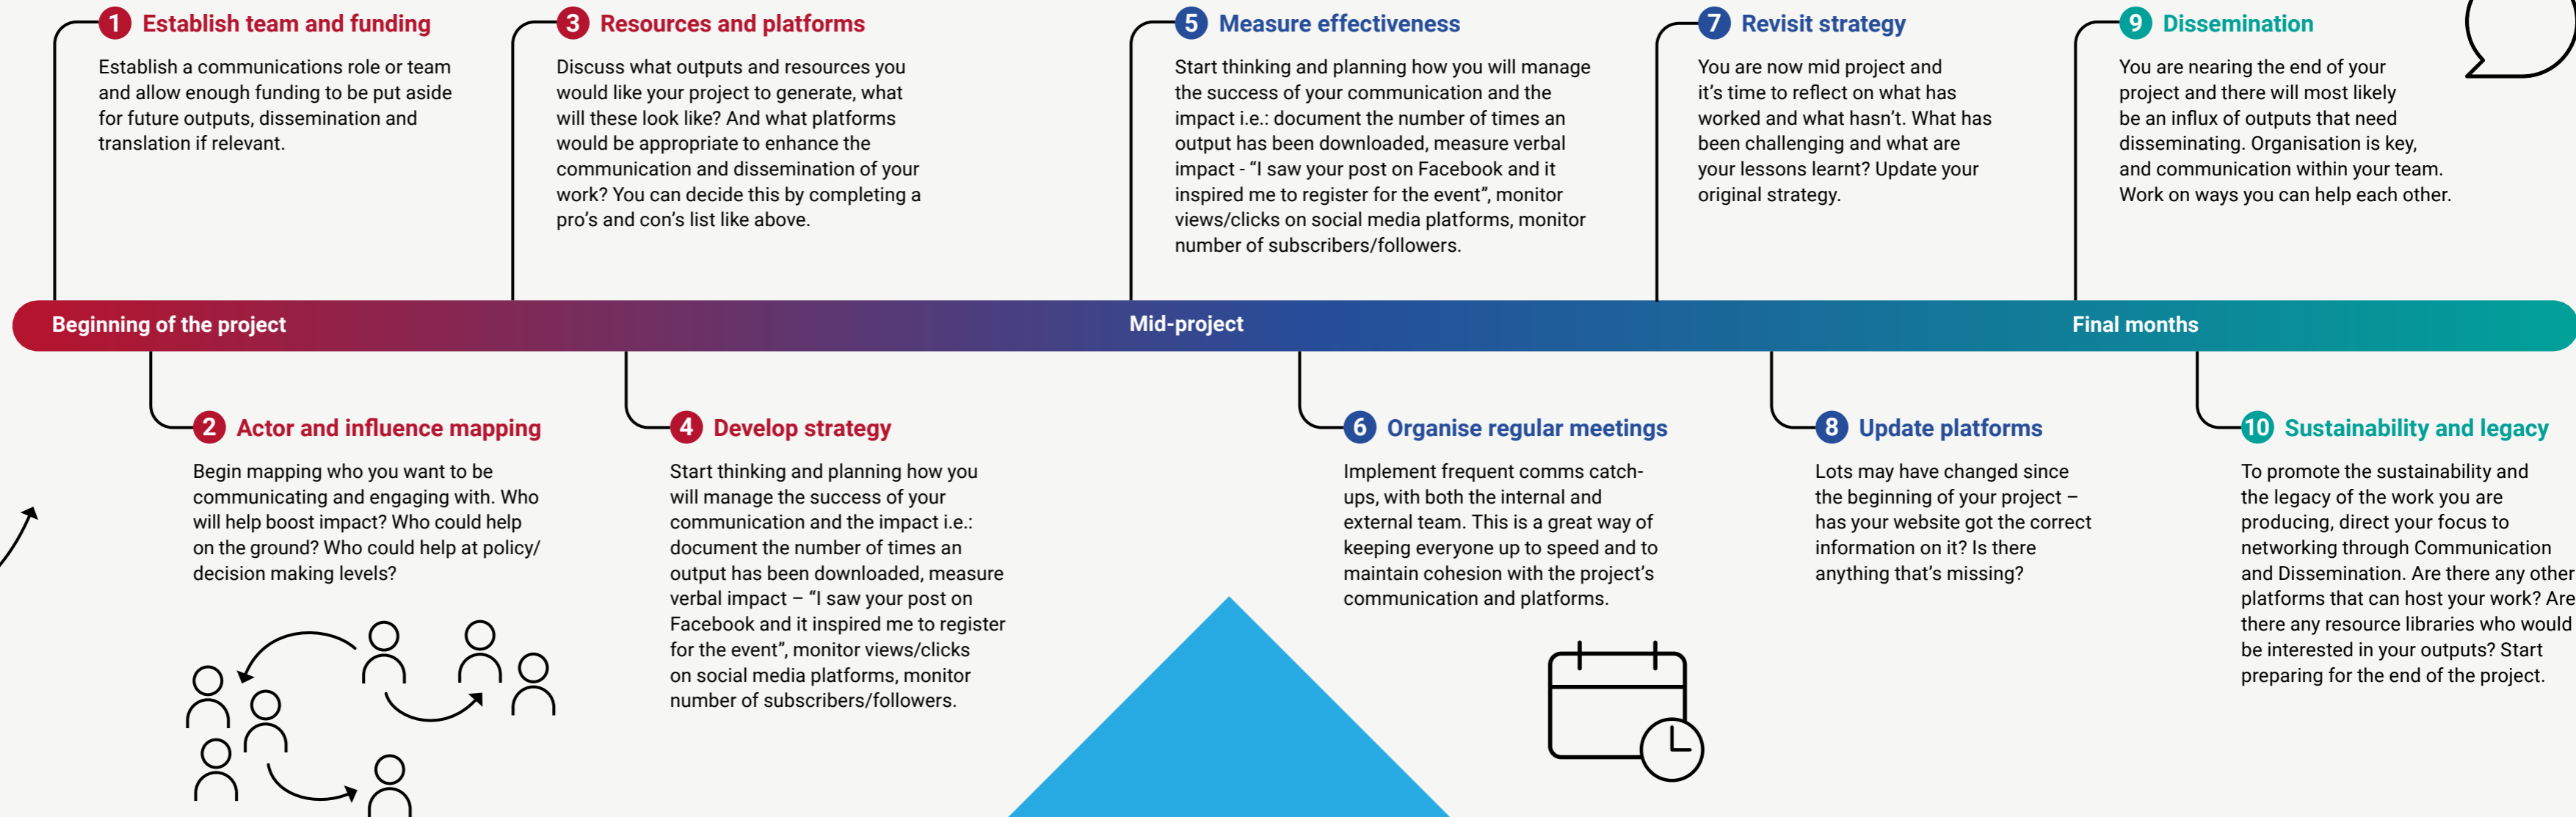 1 Establish team and funding
Establish a communications role or team
and allow enough funding to be put aside
for future outputs, dissemination and
translation if relevant.
3 Resources and platforms
Discuss what outputs and resources you
would like your project to generate, what
will these look like? And what platforms
would be appropriate to enhance the
communication and dissemination of your
work? You can decide this by completing a
pro's and con's list like above.
5 Measure effectiveness
Start thinking and planning how you will manage
the success of your communication and the
impact i.e.: document the number of times an
output has been downloaded, measure verbal
impact - “I saw your post on Facebook and it
inspired me to register for the event”, monitor
views/clicks on social media platforms, monitor
number of subscribers/followers.
7 Revisit strategy
You are now mid project and
it's time to reflect on what has
worked and what hasn't. What has
been challenging and what are
your lessons learnt? Update your
original strategy.
9 Dissemination
You are nearing the end of your
project and there will most likely
be an influx of outputs that need
disseminating. Organisation is key,
and communication within your team.
Work on ways you can help each other.
Beginning of the project
Mid-project
Final months
2 Actor and influence mapping
Begin mapping who you want to be
communicating and engaging with. Who
will help boost impact? Who could help
on the ground? Who could help at policy/
decision making levels?
4 Develop strategy
Start thinking and planning how you
will manage the success of your
communication and the impact i.e.:
document the number of times an
output has been downloaded, measure
verbal impact – “I saw your post on
Facebook and it inspired me to register
for the event”, monitor views/clicks
on social media platforms, monitor
number of subscribers/followers.
6 Organise regular meetings
Implement frequent comms catch-
ups, with both the internal and
external team. This is a great way of
keeping everyone up to speed and to
maintain cohesion with the project's
communication and platforms.
8 Update platforms
Lots may have changed since
the beginning of your project –
has your website got the correct
information on it? Is there
anything that's missing?
10 Sustainability and legacy
To promote the sustainability and
the legacy of the work you are
producing, direct your focus to
networking through Communication
and Dissemination. Are there any other
platforms that can host your work? Are
there any resource libraries who would
be interested in your outputs? Start
preparing for the end of the project.